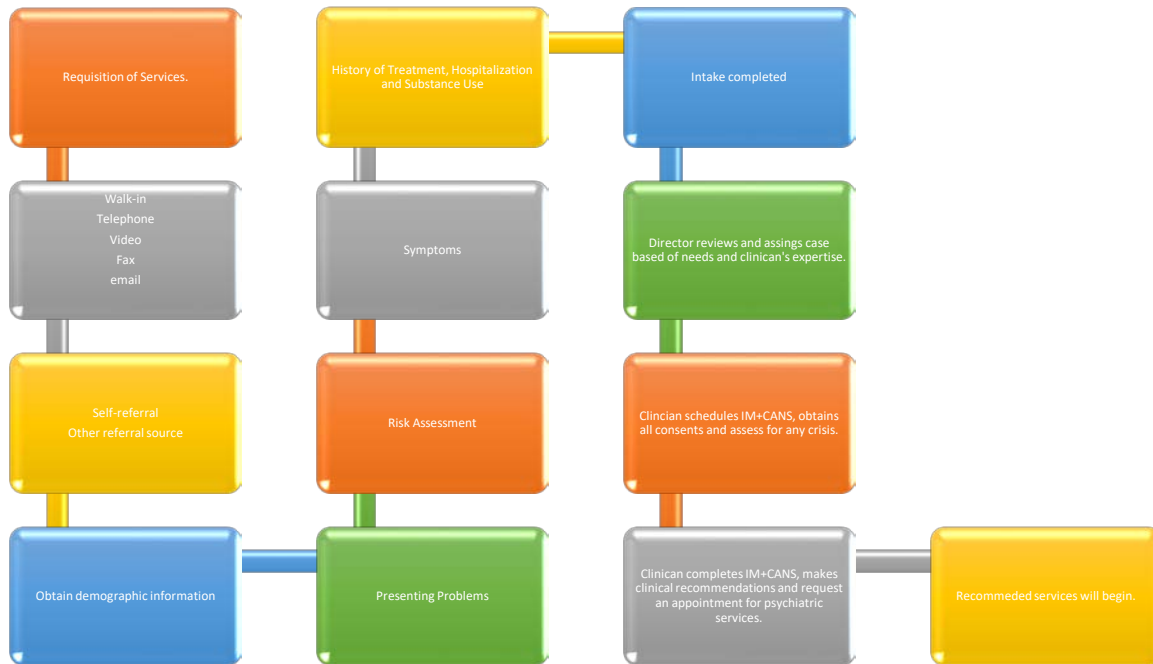 Requisition of Services.
Walk-in
Telephone
Video
Fax
email
Self-referral
Other referral source
Obtain demographic information
Presenting Problems
Risk Assessment
Symptoms
History of Treatment, Hospitalization
and Substance Use
Intake completed
Director reviews and assings case
based of needs and clinican's expertise.
Clincian schedules IM+CANS, obtains
all consents and assess for any crisis.
Clinican completes IM+CANS, makes
clinical recommendations and request
an appointment for psychiatric
services.
Recommeded services will begin.